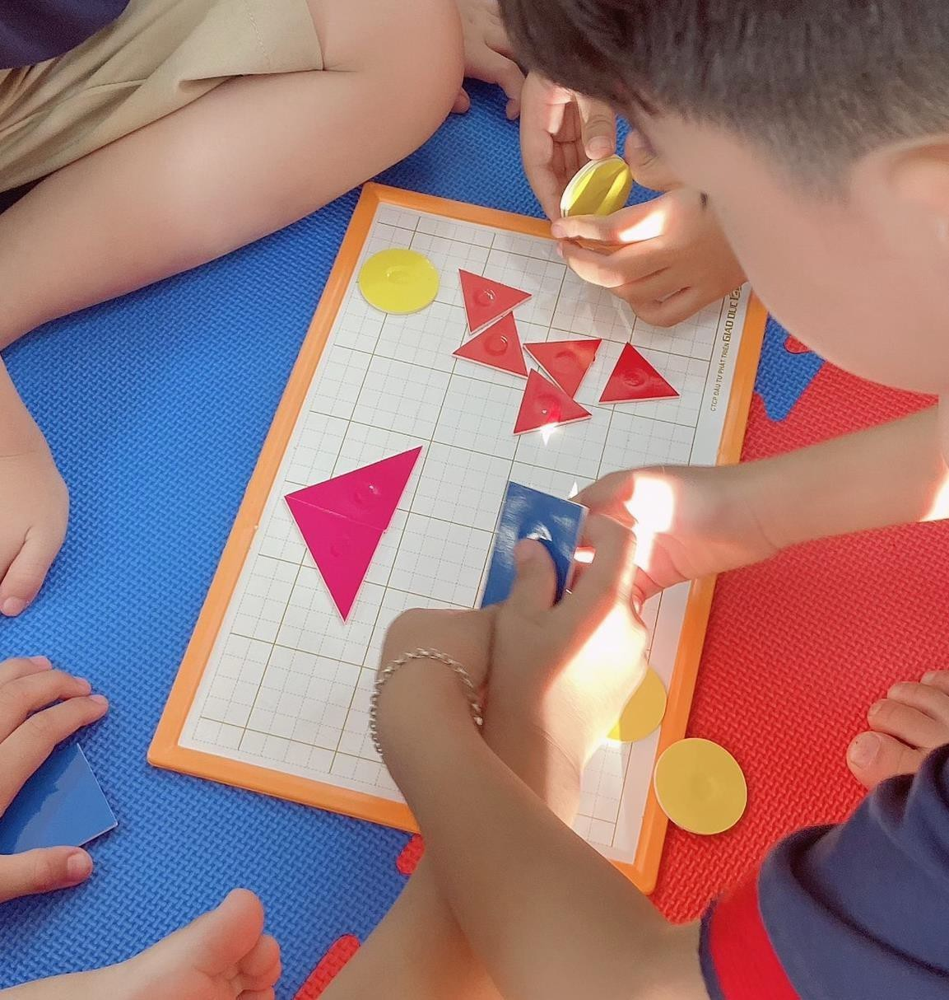 CTCP ĐẦU TƯ PHÁT TRIỂN GIÁO DỤC